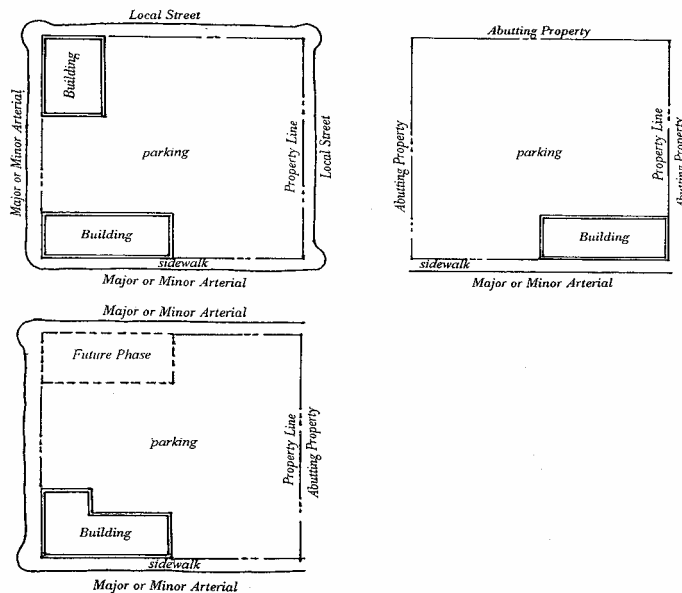 Local Street
Building
Major or Minor Arterial
parking
Property Line
Local Street
Building
sidewalk
Major or Minor Arterial
Abutting Property
Abutting Property
parking
Property Line
Abutting Property
Building
sidewalk
Major or Minor Arterial
Major or Minor Arterial
Future Phase
parking
Property Line
Abutting Property
Building
sidewalk
Major or Minor Arterial